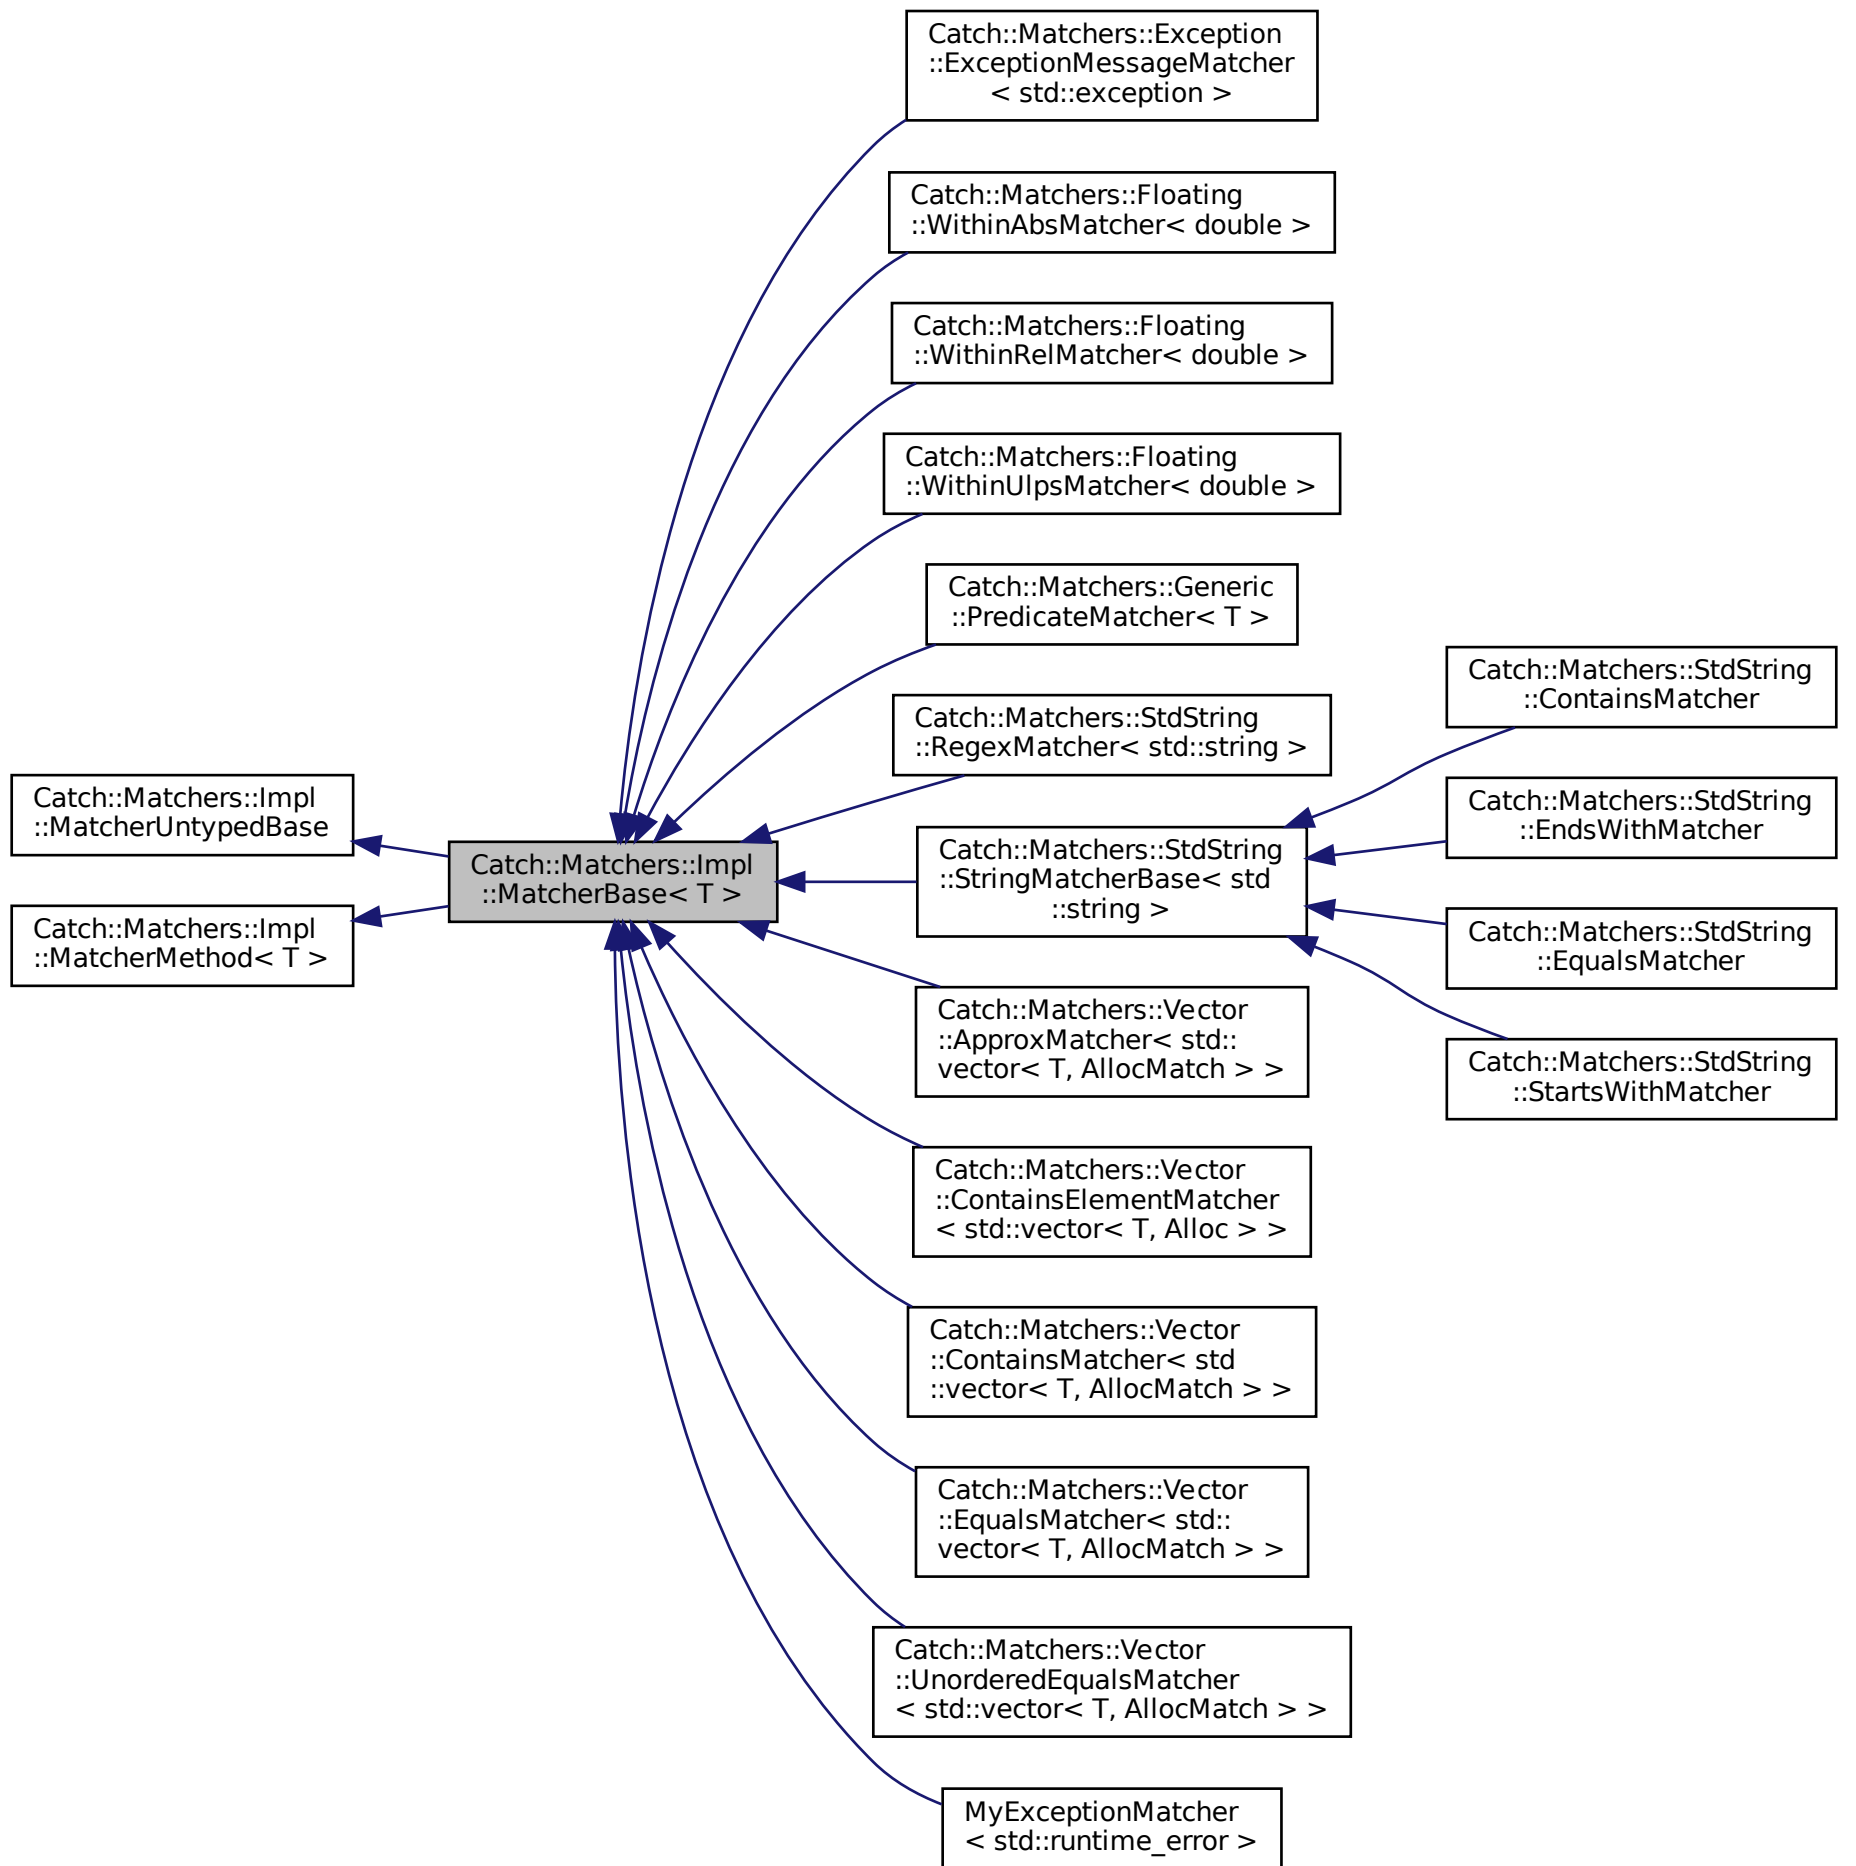 Catch::Matchers::Impl
::MatcherUntypedBase
Catch::Matchers::Impl
::MatcherMethod< T >
Catch::Matchers::Impl
::MatcherBase< T >
Catch::Matchers::Exception
::ExceptionMessageMatcher
< std::exception >
Catch::Matchers::Floating
::WithinAbsMatcher< double >
Catch::Matchers::Floating
::WithinRelMatcher< double >
Catch::Matchers::Floating
::WithinUlpsMatcher< double >
Catch::Matchers::Generic
::PredicateMatcher< T >
Catch::Matchers::StdString
::RegexMatcher< std::string >
Catch::Matchers::StdString
::StringMatcherBase< std
::string >
Catch::Matchers::Vector
::ApproxMatcher< std::
vector< T, AllocMatch > >
Catch::Matchers::Vector
::ContainsElementMatcher
< std::vector< T, Alloc > >
Catch::Matchers::Vector
::ContainsMatcher< std
::vector< T, AllocMatch > >
Catch::Matchers::Vector
::EqualsMatcher< std::
vector< T, AllocMatch > >
Catch::Matchers::Vector
::UnorderedEqualsMatcher
< std::vector< T, AllocMatch > >
MyExceptionMatcher
< std::runtime_error >
Catch::Matchers::StdString
::ContainsMatcher
Catch::Matchers::StdString
::EndsWithMatcher
Catch::Matchers::StdString
::EqualsMatcher
Catch::Matchers::StdString
::StartsWithMatcher